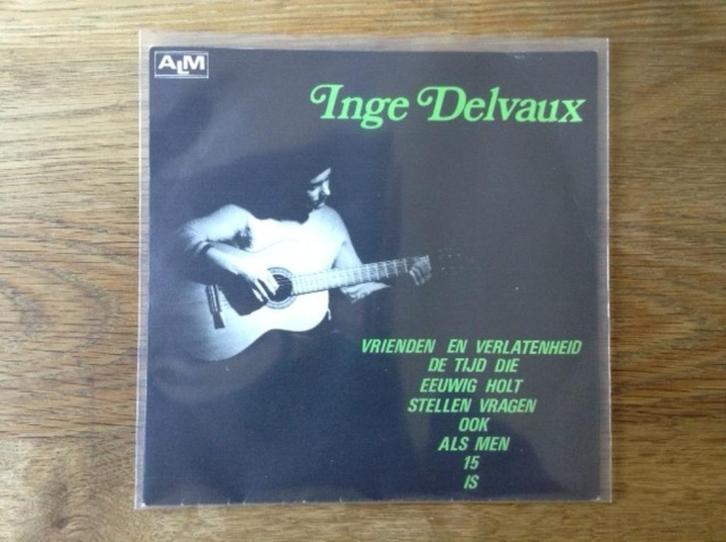 ALM
Inge Delvaux
VRIENDEN EN VERLATENHEID
DE TIJD DIE
EEUWIG HOLT
STELLEN VRAGEN
OOK
ALS MEN
15
IS